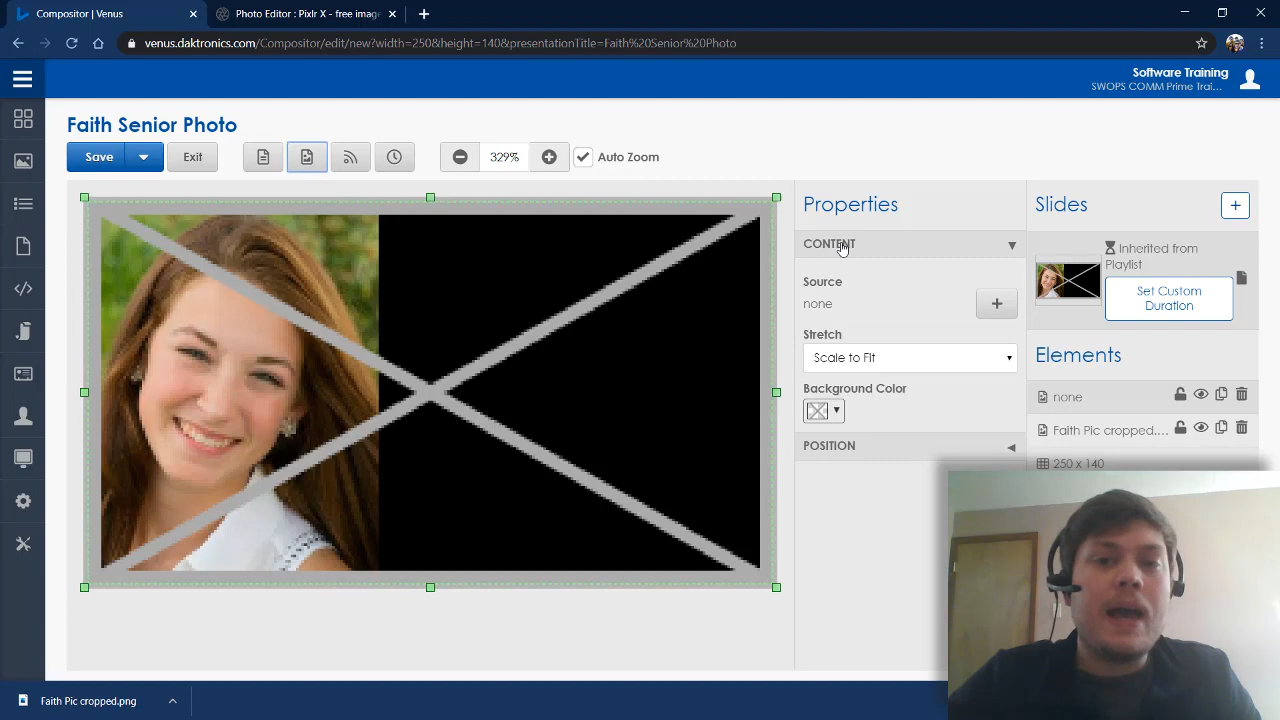 Compositor | Venus
Photo Editor : Pixlr X - free imag
venus.daktronics.com/Compositor/edit/new?width=250&height=140&presentationTitle=Faith%20Senior%20Photo
Software Training
SWOPS COMM Prime Trai...
Faith Senior Photo
Save
Exit
329%
Auto Zoom
Properties
CONTENT
Source
none
Stretch
Scale to Fit
Background Color
POSITION
Slides
Inherited from
Playlist
Set Custom
Duration
Elements
none
Faith Pic cropped....
250 x 140
Faith Pic cropped.png